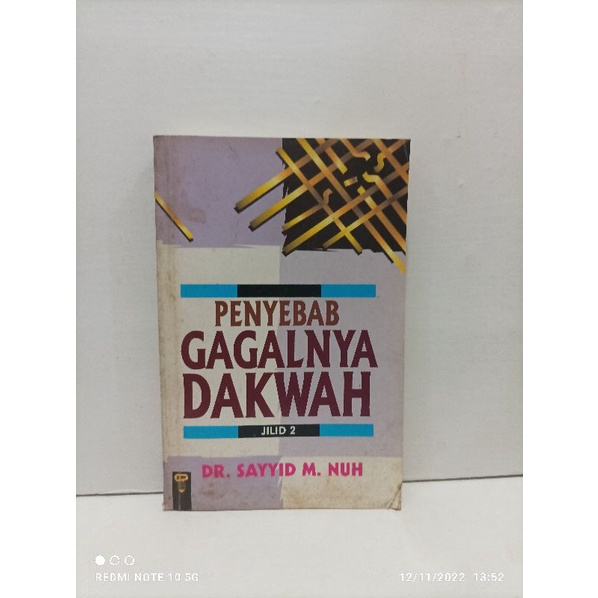 PENYEBAB
GAGALNYA
DAKWAH
JILID 2
DR. SAYYID M. NUH
REDMI NOTE 10 5G
12/11/2022 13:52